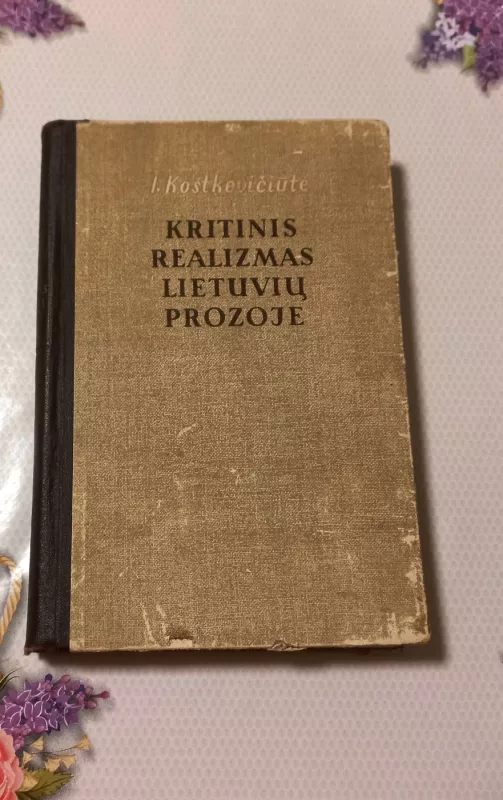 I. Kostkevičiūtė
KRITINIS
REALIZMAS
LIETUVIŲ
PROZOJE